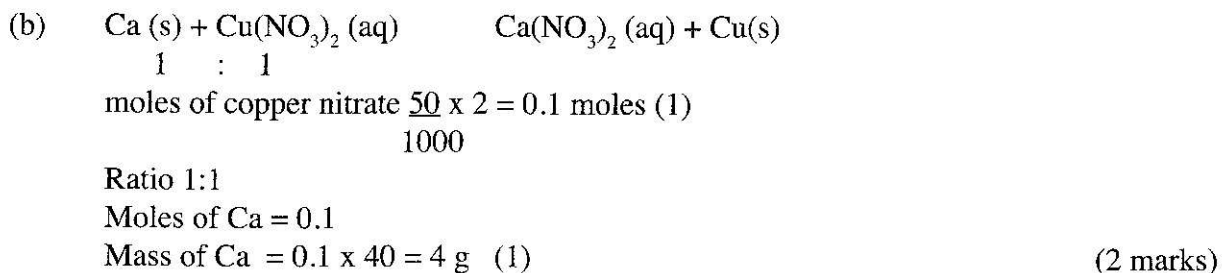 (b) Ca (s) + Cu(NO₃)₂ (aq) Ca(NO₃)₂ (aq) + Cu(s)
1 : 1
moles of copper nitrate 50 x 2 = 0.1 moles (1)
1000
Ratio 1:1
Moles of Ca = 0.1
Mass of Ca = 0.1 x 40 = 4 g (1) (2 marks)